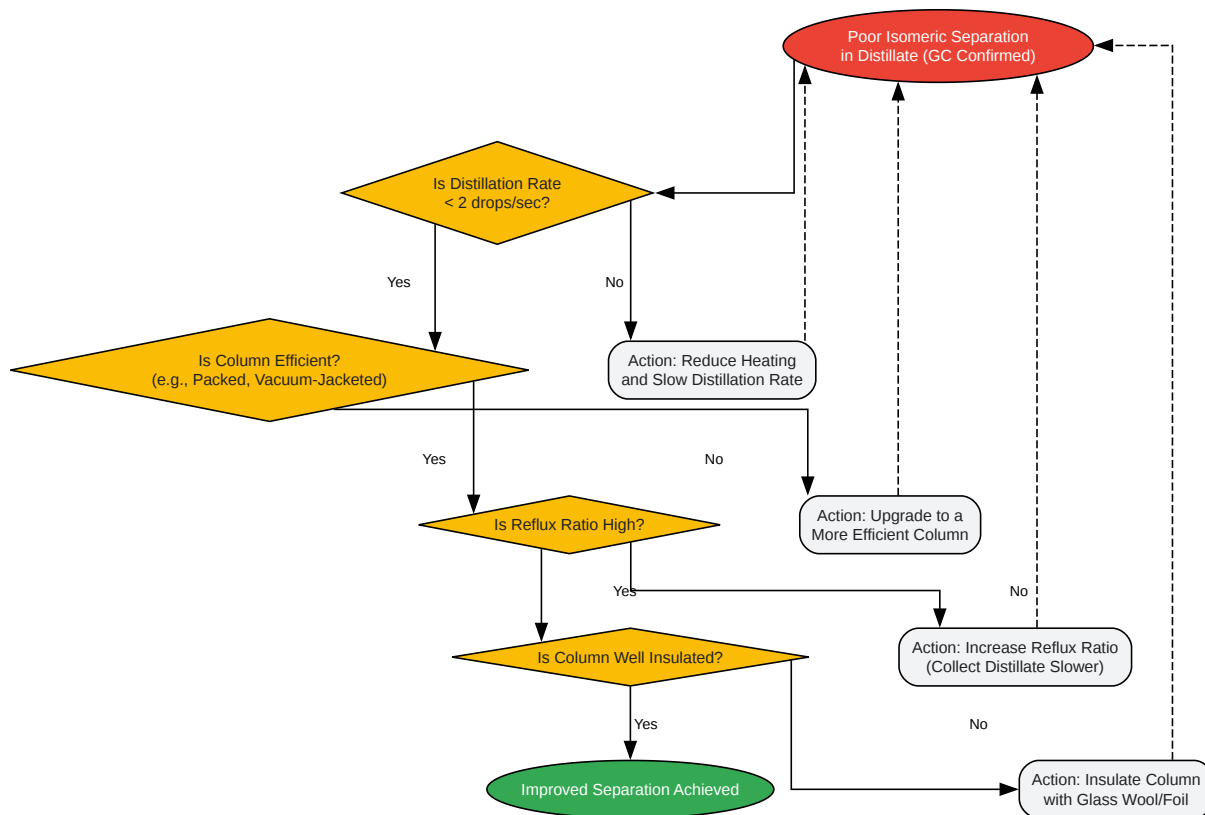 Poor Isomeric Separation
in Distillate (GC Confirmed)
Is Distillation Rate
< 2 drops/sec?
Yes
No
Is Column Efficient?
(e.g., Packed, Vacuum-Jacketed)
Action: Reduce Heating
and Slow Distillation Rate
Yes
No
Is Reflux Ratio High?
Action: Upgrade to a
More Efficient Column
Yes
No
Is Column Well Insulated?
Action: Increase Reflux Ratio
(Collect Distillate Slower)
Yes
No
Improved Separation Achieved
Action: Insulate Column
with Glass Wool/Foil